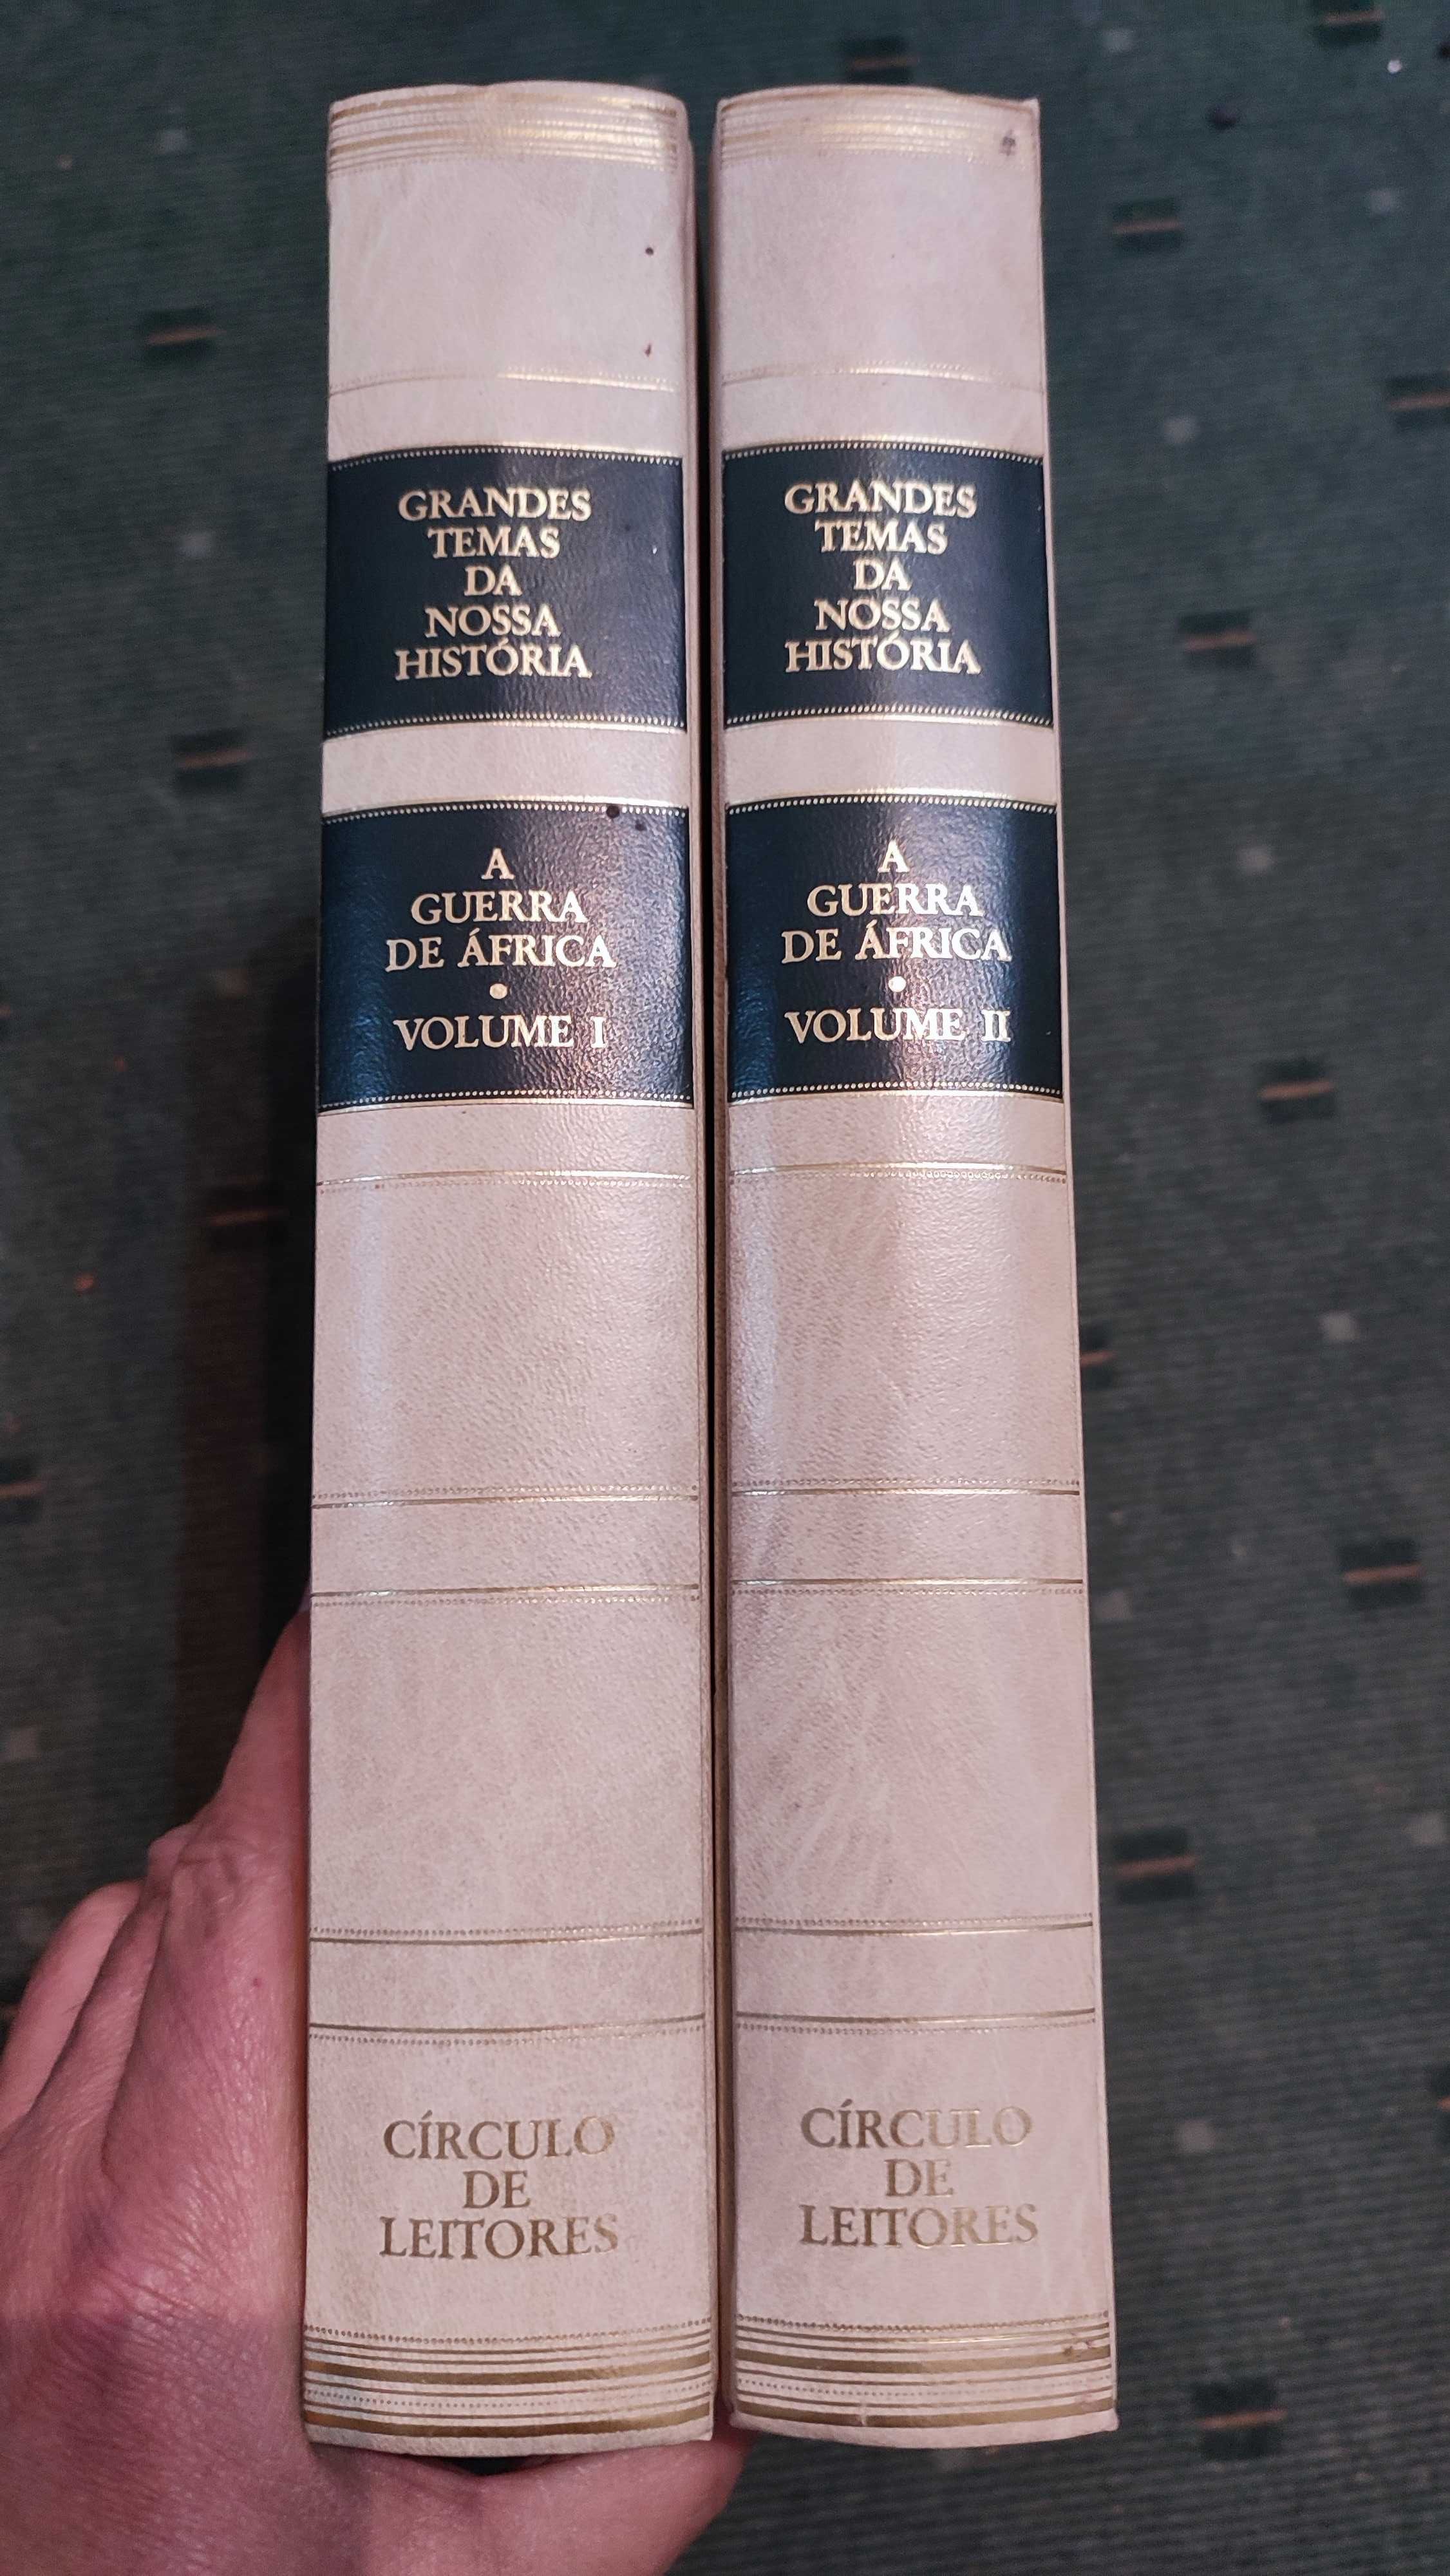 GRANDES
TEMAS
DA
NOSSA
HISTÓRIA
A
GUERRA
DE ÁFRICA
•
VOLUME I
CÍRCULO
DE
LEITORES
GRANDES
TEMAS
DA
NOSSA
HISTÓRIA
A
GUERRA
DE ÁFRICA
•
VOLUME II
CÍRCULO
DE
LEITORES